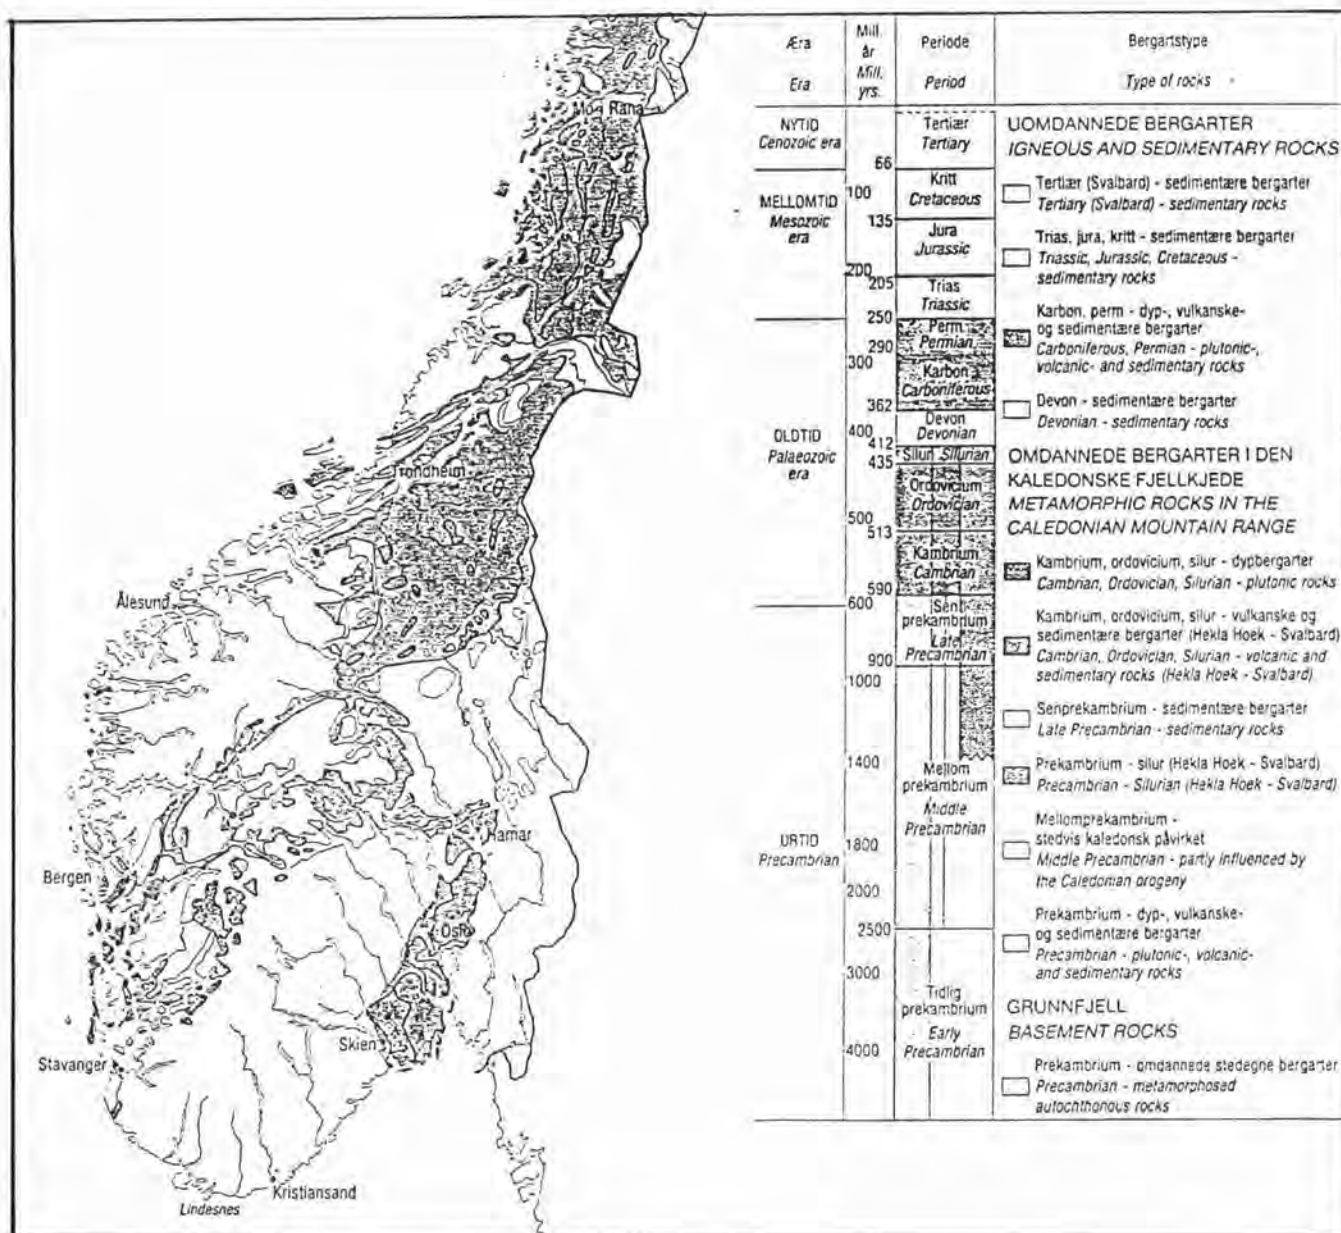 Mo i Rana
Trondheim
Ålesund
Hamar
Bergen
Oslo
Skien
Stavanger
Kristiansand
Lindesnes
Æra
Era
Mill.
år
Mill.
yrs.
Periode
Period
Bergartstype
Type of rocks
NYTID
Cenozoic era
MELLOMTID
Mesozoic
era
OLDTID
Palaeozoic
era
URTID
Precambrian
66
100
135
200
205
250
290
300
362
400
412
435
500
513
590
600
900
1000
1400
1800
2000
2500
3000
4000
Tertiær
Tertiary
Kritt
Cretaceous
Jura
Jurassic
Trias
Triassic
Perm
Permian
Karbon
Carboniferous
Devon
Devonian
Silur Silurian
Ordovicium
Ordovician
Kambrium
Cambrian
Sen
prekambrium
Late
Precambrian
Mellom
prekambrium
Middle
Precambrian
Tidlig
prekambrium
Early
Precambrian
UOMDANNEDE BERGARTER
IGNEOUS AND SEDIMENTARY ROCKS
Tertiær (Svalbard) - sedimentære bergarter
Tertiary (Svalbard) - sedimentary rocks
Trias, jura, kritt - sedimentære bergarter
Triassic, Jurassic, Cretaceous -
sedimentary rocks
Karbon, perm - dyp-, vulkanske-
og sedimentære bergarter
Carboniferous, Permian - plutonic-,
volcanic- and sedimentary rocks
Devon - sedimentære bergarter
Devonian - sedimentary rocks
OMDANNEDE BERGARTER I DEN
KALEDONSKE FJELLKJEDE
METAMORPHIC ROCKS IN THE
CALEDONIAN MOUNTAIN RANGE
Kambrium, ordovicium, silur - dypbergarter
Cambrian, Ordovician, Silurian - plutonic rocks
Kambrium, ordovicium, silur - vulkanske og
sedimentære bergarter (Hekla Hoek - Svalbard)
Cambrian, Ordovician, Silurian - volcanic and
sedimentary rocks (Hekla Hoek - Svalbard)
Senprekambrium - sedimentære bergarter
Late Precambrian - sedimentary rocks
Prekambrium - silur (Hekla Hoek - Svalbard)
Precambrian - Silurian (Hekla Hoek - Svalbard)
Mellomprekambrium -
stedvis kaledonsk påvirket
Middle Precambrian - partly influenced by
the Caledonian orogeny
Prekambrium - dyp-, vulkanske-
og sedimentære bergarter
Precambrian - plutonic-, volcanic-
and sedimentary rocks
GRUNNFJELL
BASEMENT ROCKS
Prekambrium - omdannede stedegne bergarter
Precambrian - metamorphosed
autochthonous rocks